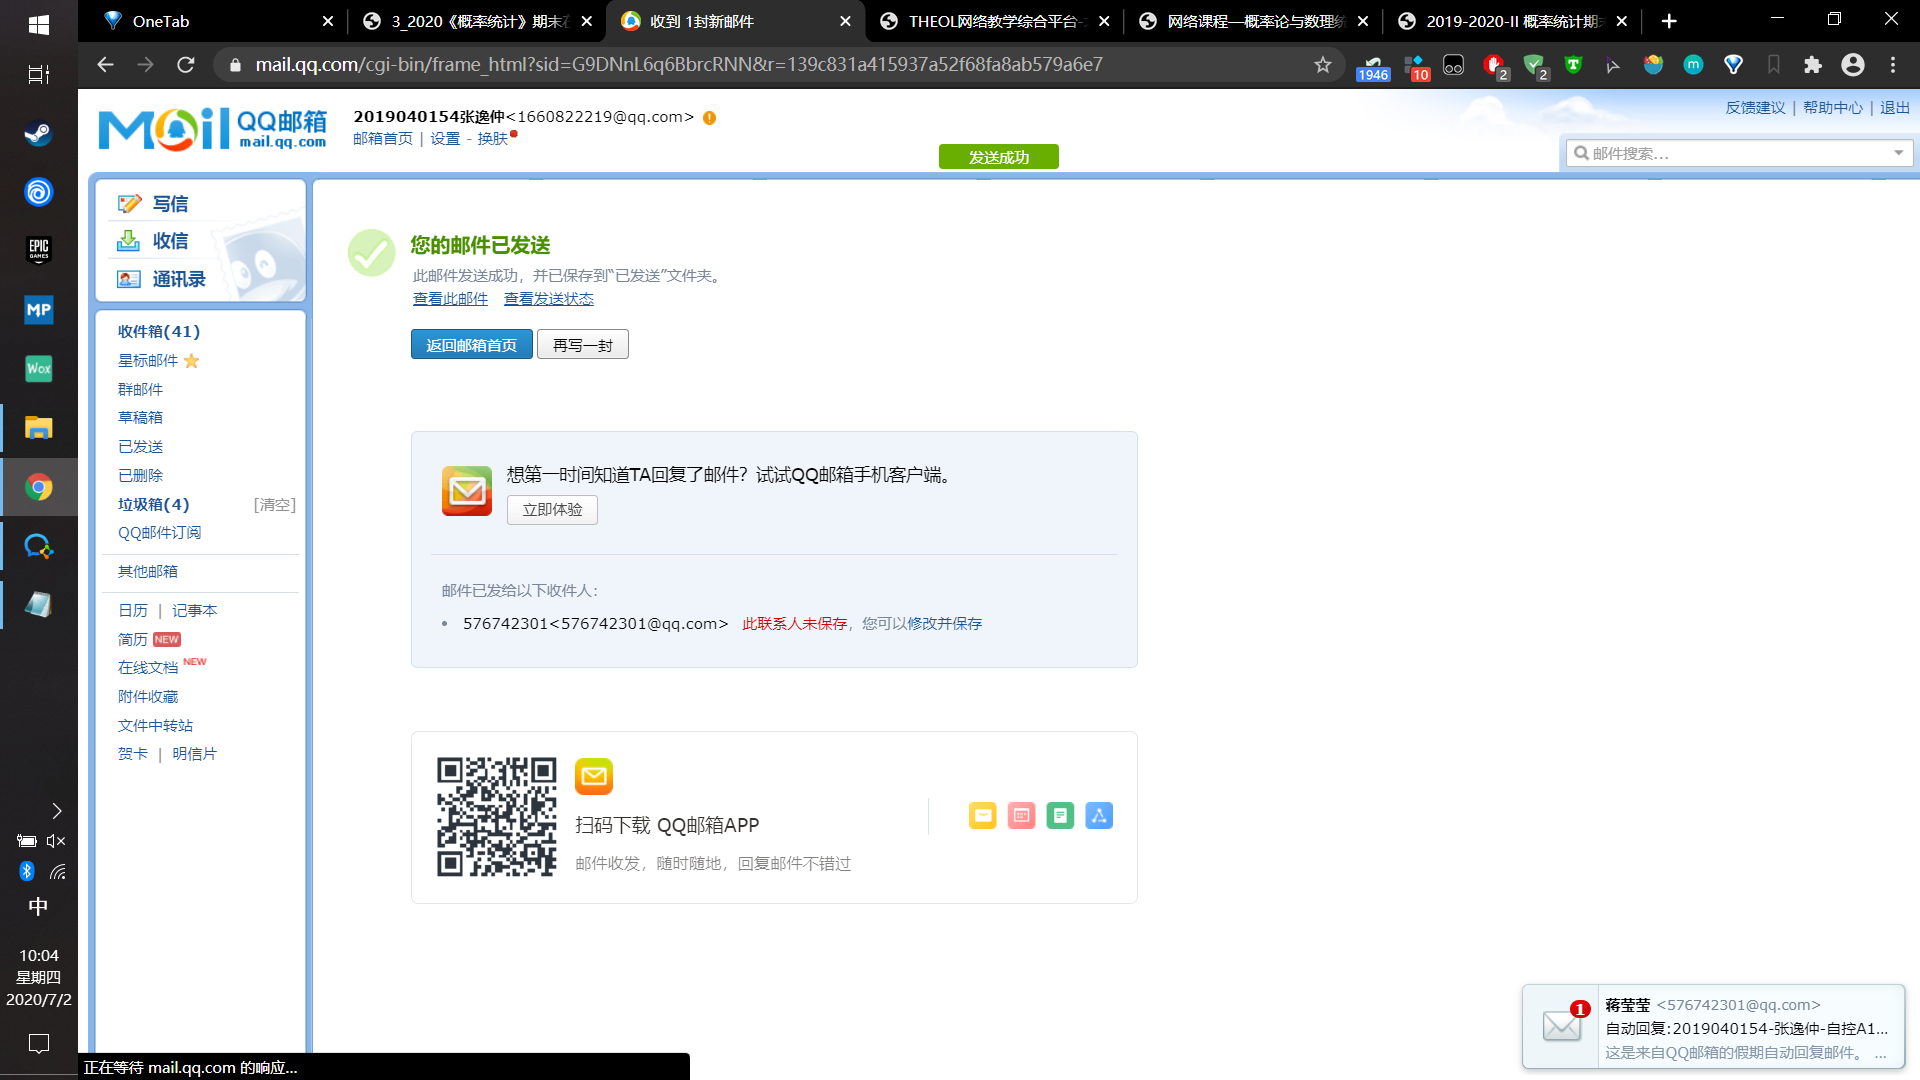 OneTab
3_2020《概率统计》期末在
收到 1封新邮件
THEOL网络教学综合平台-
网络课程—概率论与数理统
2019-2020-II 概率统计期末
mail.qq.com/cgi-bin/frame_html?sid=G9DNnL6q6BbrcRNN&r=139c831a415937a52f68fa8ab579a6e7
1946
10
2
2
m
EPIC
GAMES
MP
Wox
中
10:04
星期四
2020/7/2
Mail QQ邮箱
mail.qq.com
2019040154张逸仲<1660822219@qq.com>
邮箱首页 | 设置 - 换肤
发送成功
反馈建议 | 帮助中心 | 退出
邮件搜索...
写信
收信
通讯录
收件箱(41)
星标邮件
群邮件
草稿箱
已发送
已删除
垃圾箱(4) [清空]
QQ邮件订阅
其他邮箱
日历 | 记事本
简历 NEW
在线文档 NEW
附件收藏
文件中转站
贺卡 | 明信片
您的邮件已发送
此邮件发送成功，并已保存到“已发送”文件夹。
查看此邮件 查看发送状态
返回邮箱首页 再写一封
想第一时间知道TA回复了邮件？试试QQ邮箱手机客户端。
立即体验
邮件已发给以下收件人：
• 576742301<576742301@qq.com> 此联系人未保存，您可以修改并保存
扫码下载 QQ邮箱APP
邮件收发，随时随地，回复邮件不错过
1
蒋莹莹 <576742301@qq.com>
自动回复:2019040154-张逸仲-自控A1...
这是来自QQ邮箱的假期自动回复邮件。 ...
正在等待 mail.qq.com 的响应...